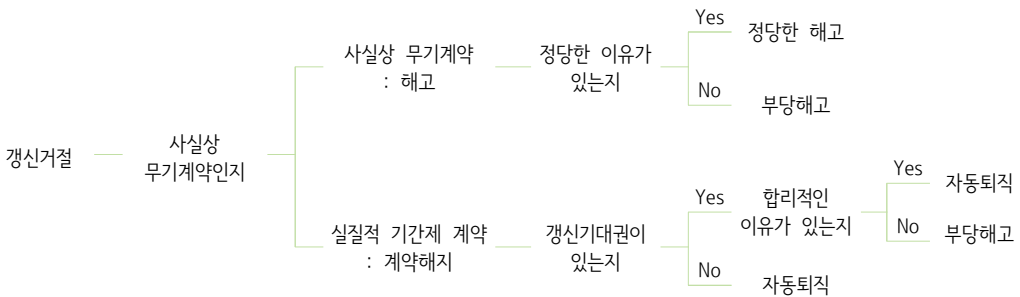 갱신거절
사실상
무기계약인지
사실상 무기계약
: 해고
정당한 이유가
있는지
Yes
정당한 해고
No
부당해고
실질적 기간제 계약
: 계약해지
갱신기대권이
있는지
Yes
합리적인
이유가 있는지
Yes
자동퇴직
No
부당해고
No
자동퇴직